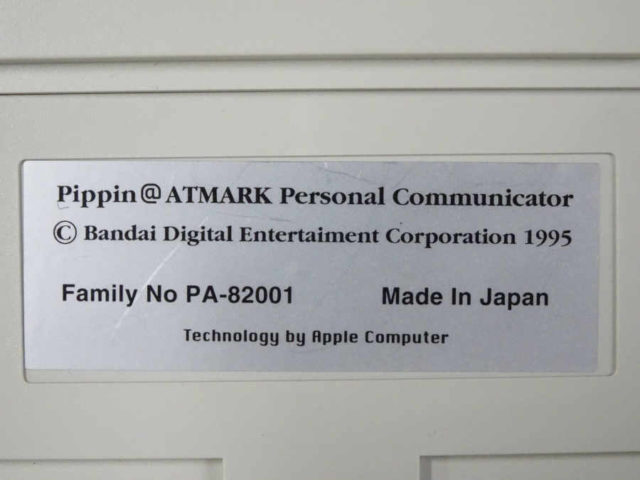 Pippin@ATMARK Personal Communicator
© Bandai Digital Entertaiment Corporation 1995
Family No PA-82001 Made In Japan
Technology by Apple Computer